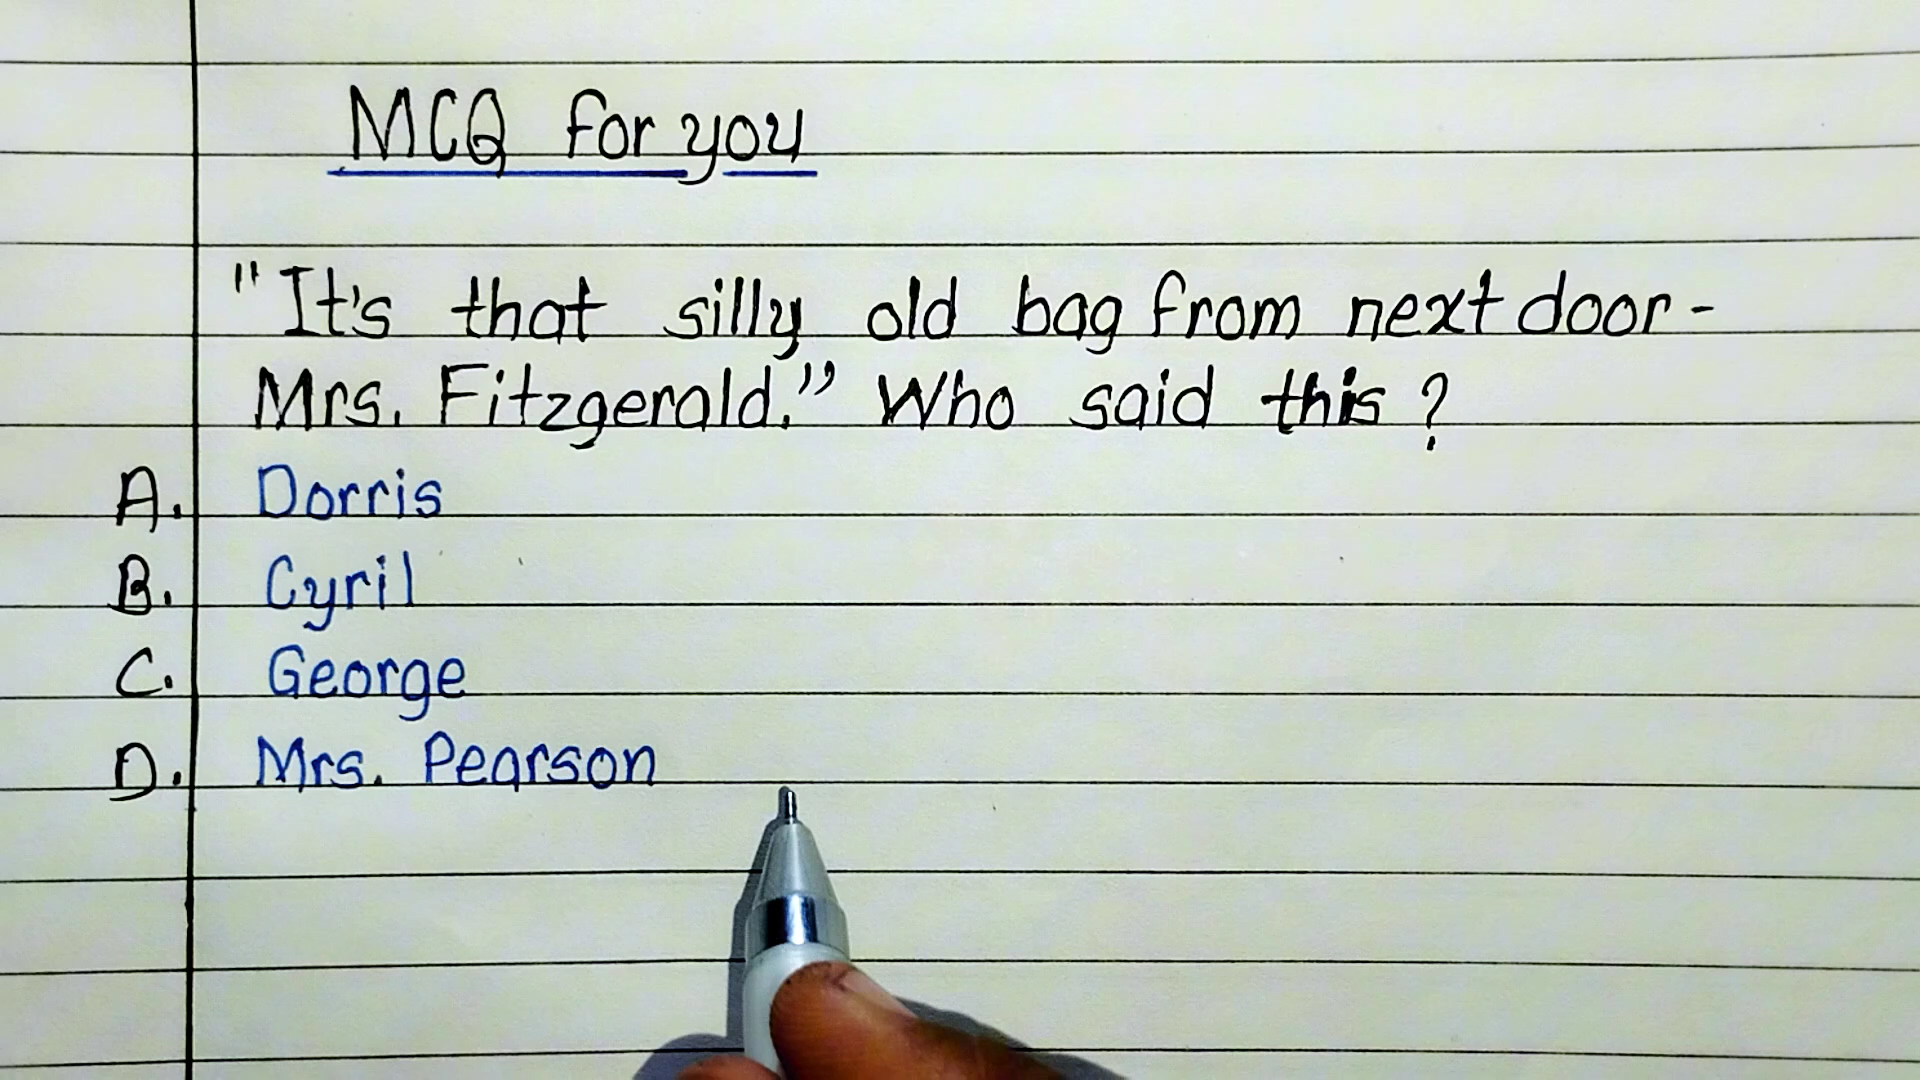 MCQ for you
"It's that silly old bag from next door -
Mrs. Fitzgerald." Who said this?
A. Dorris
B. Cyril
C. George
D. Mrs. Pearson